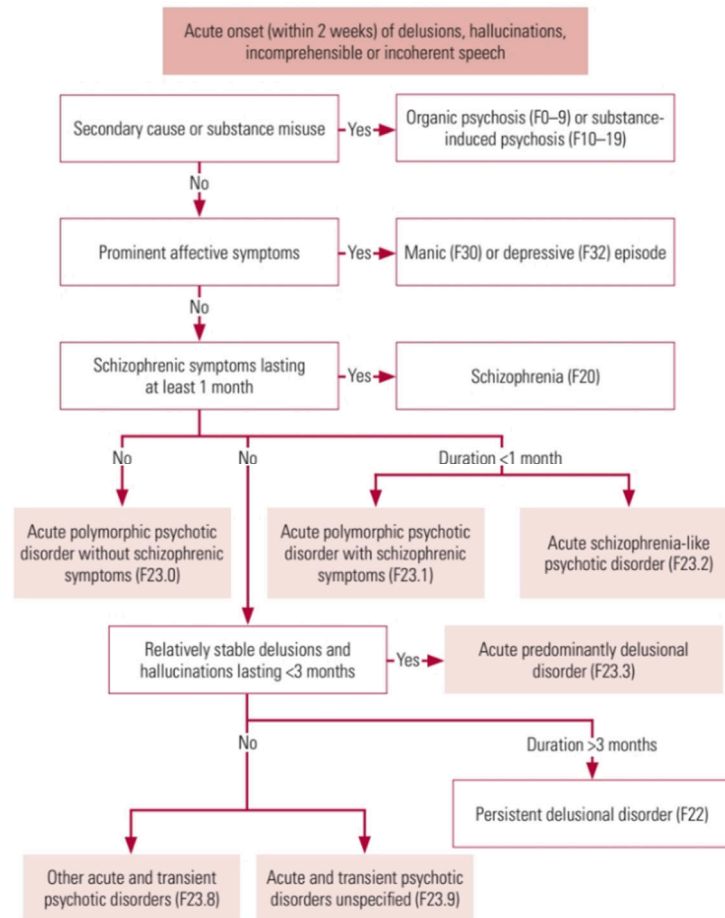 Acute onset (within 2 weeks) of delusions, hallucinations,
incomprehensible or incoherent speech
Secondary cause or substance misuse
Yes
Organic psychosis (F0–9) or substance-
induced psychosis (F10–19)
No
Prominent affective symptoms
Yes
Manic (F30) or depressive (F32) episode
No
Schizophrenic symptoms lasting
at least 1 month
Yes
Schizophrenia (F20)
No
No
Duration <1 month
Acute polymorphic psychotic
disorder without schizophrenic
symptoms (F23.0)
Acute polymorphic psychotic
disorder with schizophrenic
symptoms (F23.1)
Acute schizophrenia-like
psychotic disorder (F23.2)
Relatively stable delusions and
hallucinations lasting <3 months
Yes
Acute predominantly delusional
disorder (F23.3)
No
Duration >3 months
Persistent delusional disorder (F22)
Other acute and transient
psychotic disorders (F23.8)
Acute and transient psychotic
disorders unspecified (F23.9)